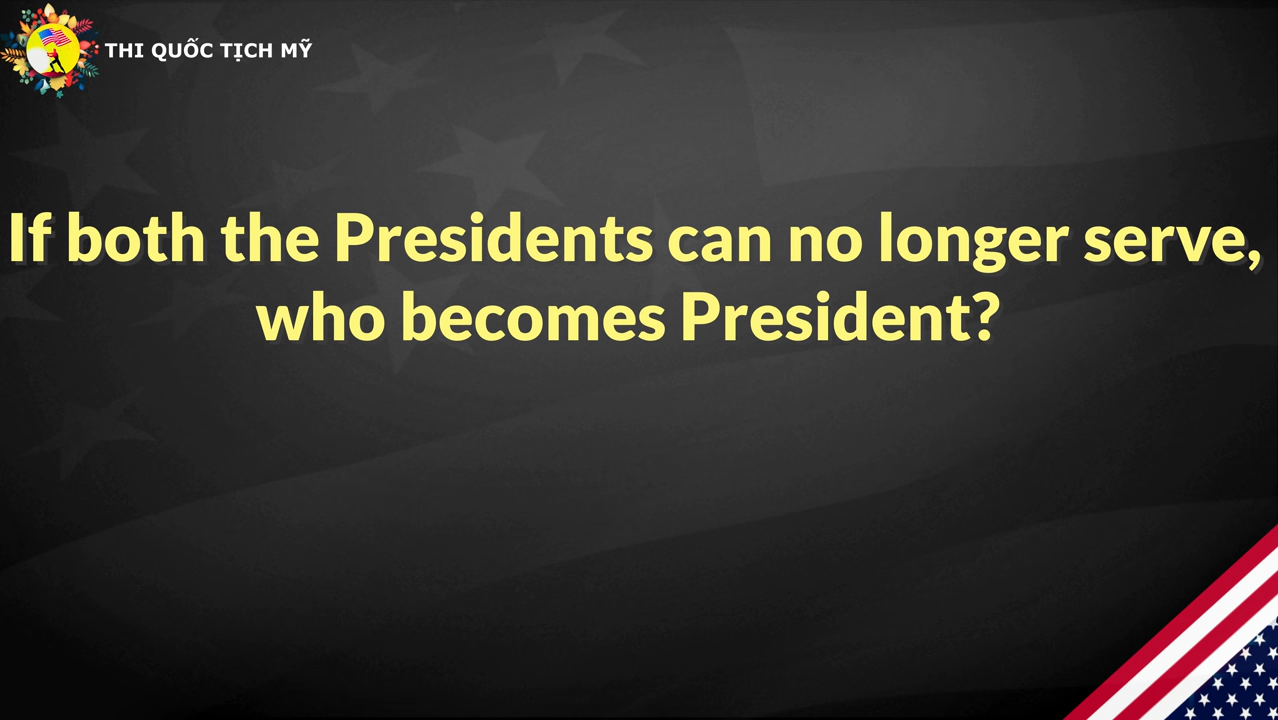 THI QUỐC TỊCH MỸ
If both the Presidents can no longer serve,
who becomes President?